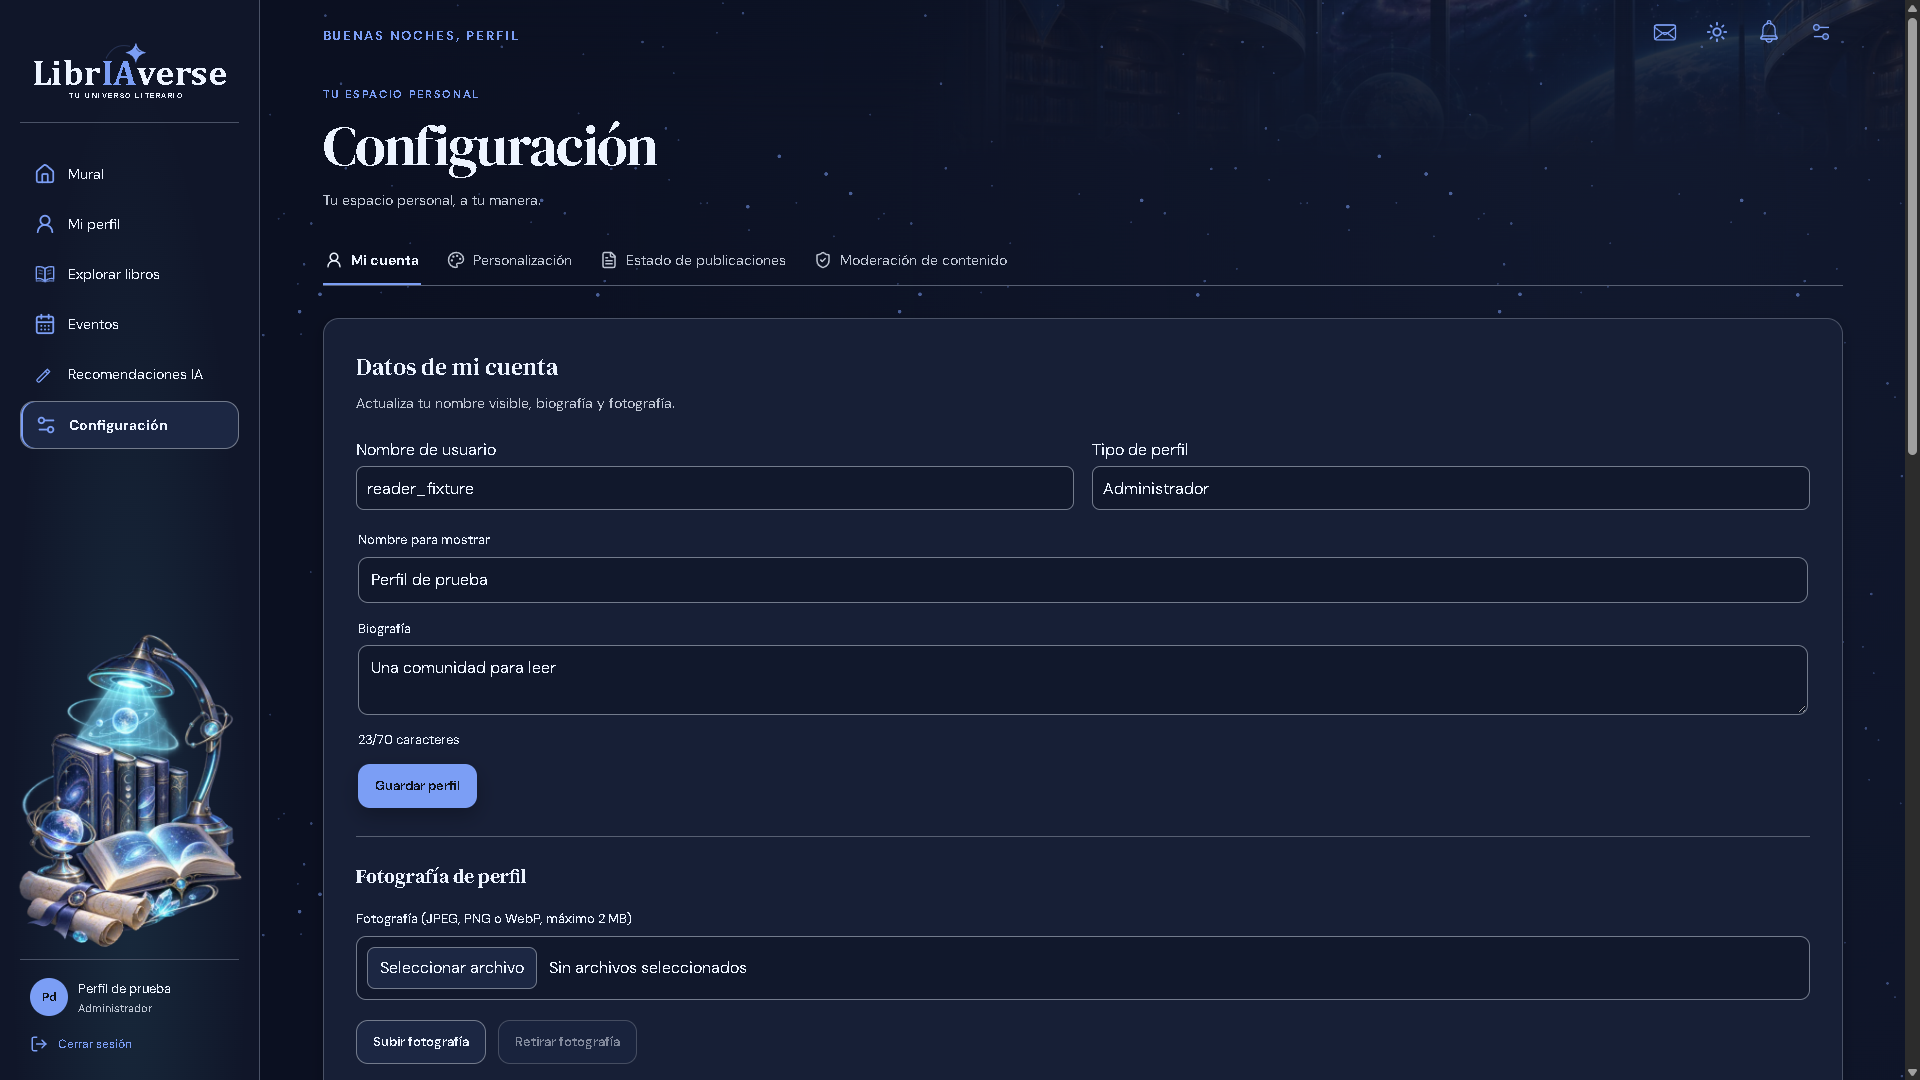 LibrIAverse
TU UNIVERSO LITERARIO
Mural
Mi perfil
Explorar libros
Eventos
Recomendaciones IA
Configuración
Perfil de prueba
Pd
Administrador
Cerrar sesión
BUENAS NOCHES, PERFIL
TU ESPACIO PERSONAL
Configuración
Tu espacio personal, a tu manera.
Mi cuenta
Personalización
Estado de publicaciones
Moderación de contenido
Datos de mi cuenta
Actualiza tu nombre visible, biografía y fotografía.
Nombre de usuario
reader_fixture
Tipo de perfil
Administrador
Nombre para mostrar
Perfil de prueba
Biografía
Una comunidad para leer
23/70 caracteres
Guardar perfil
Fotografía de perfil
Fotografía (JPEG, PNG o WebP, máximo 2 MB)
Seleccionar archivo
Sin archivos seleccionados
Subir fotografía
Retirar fotografía